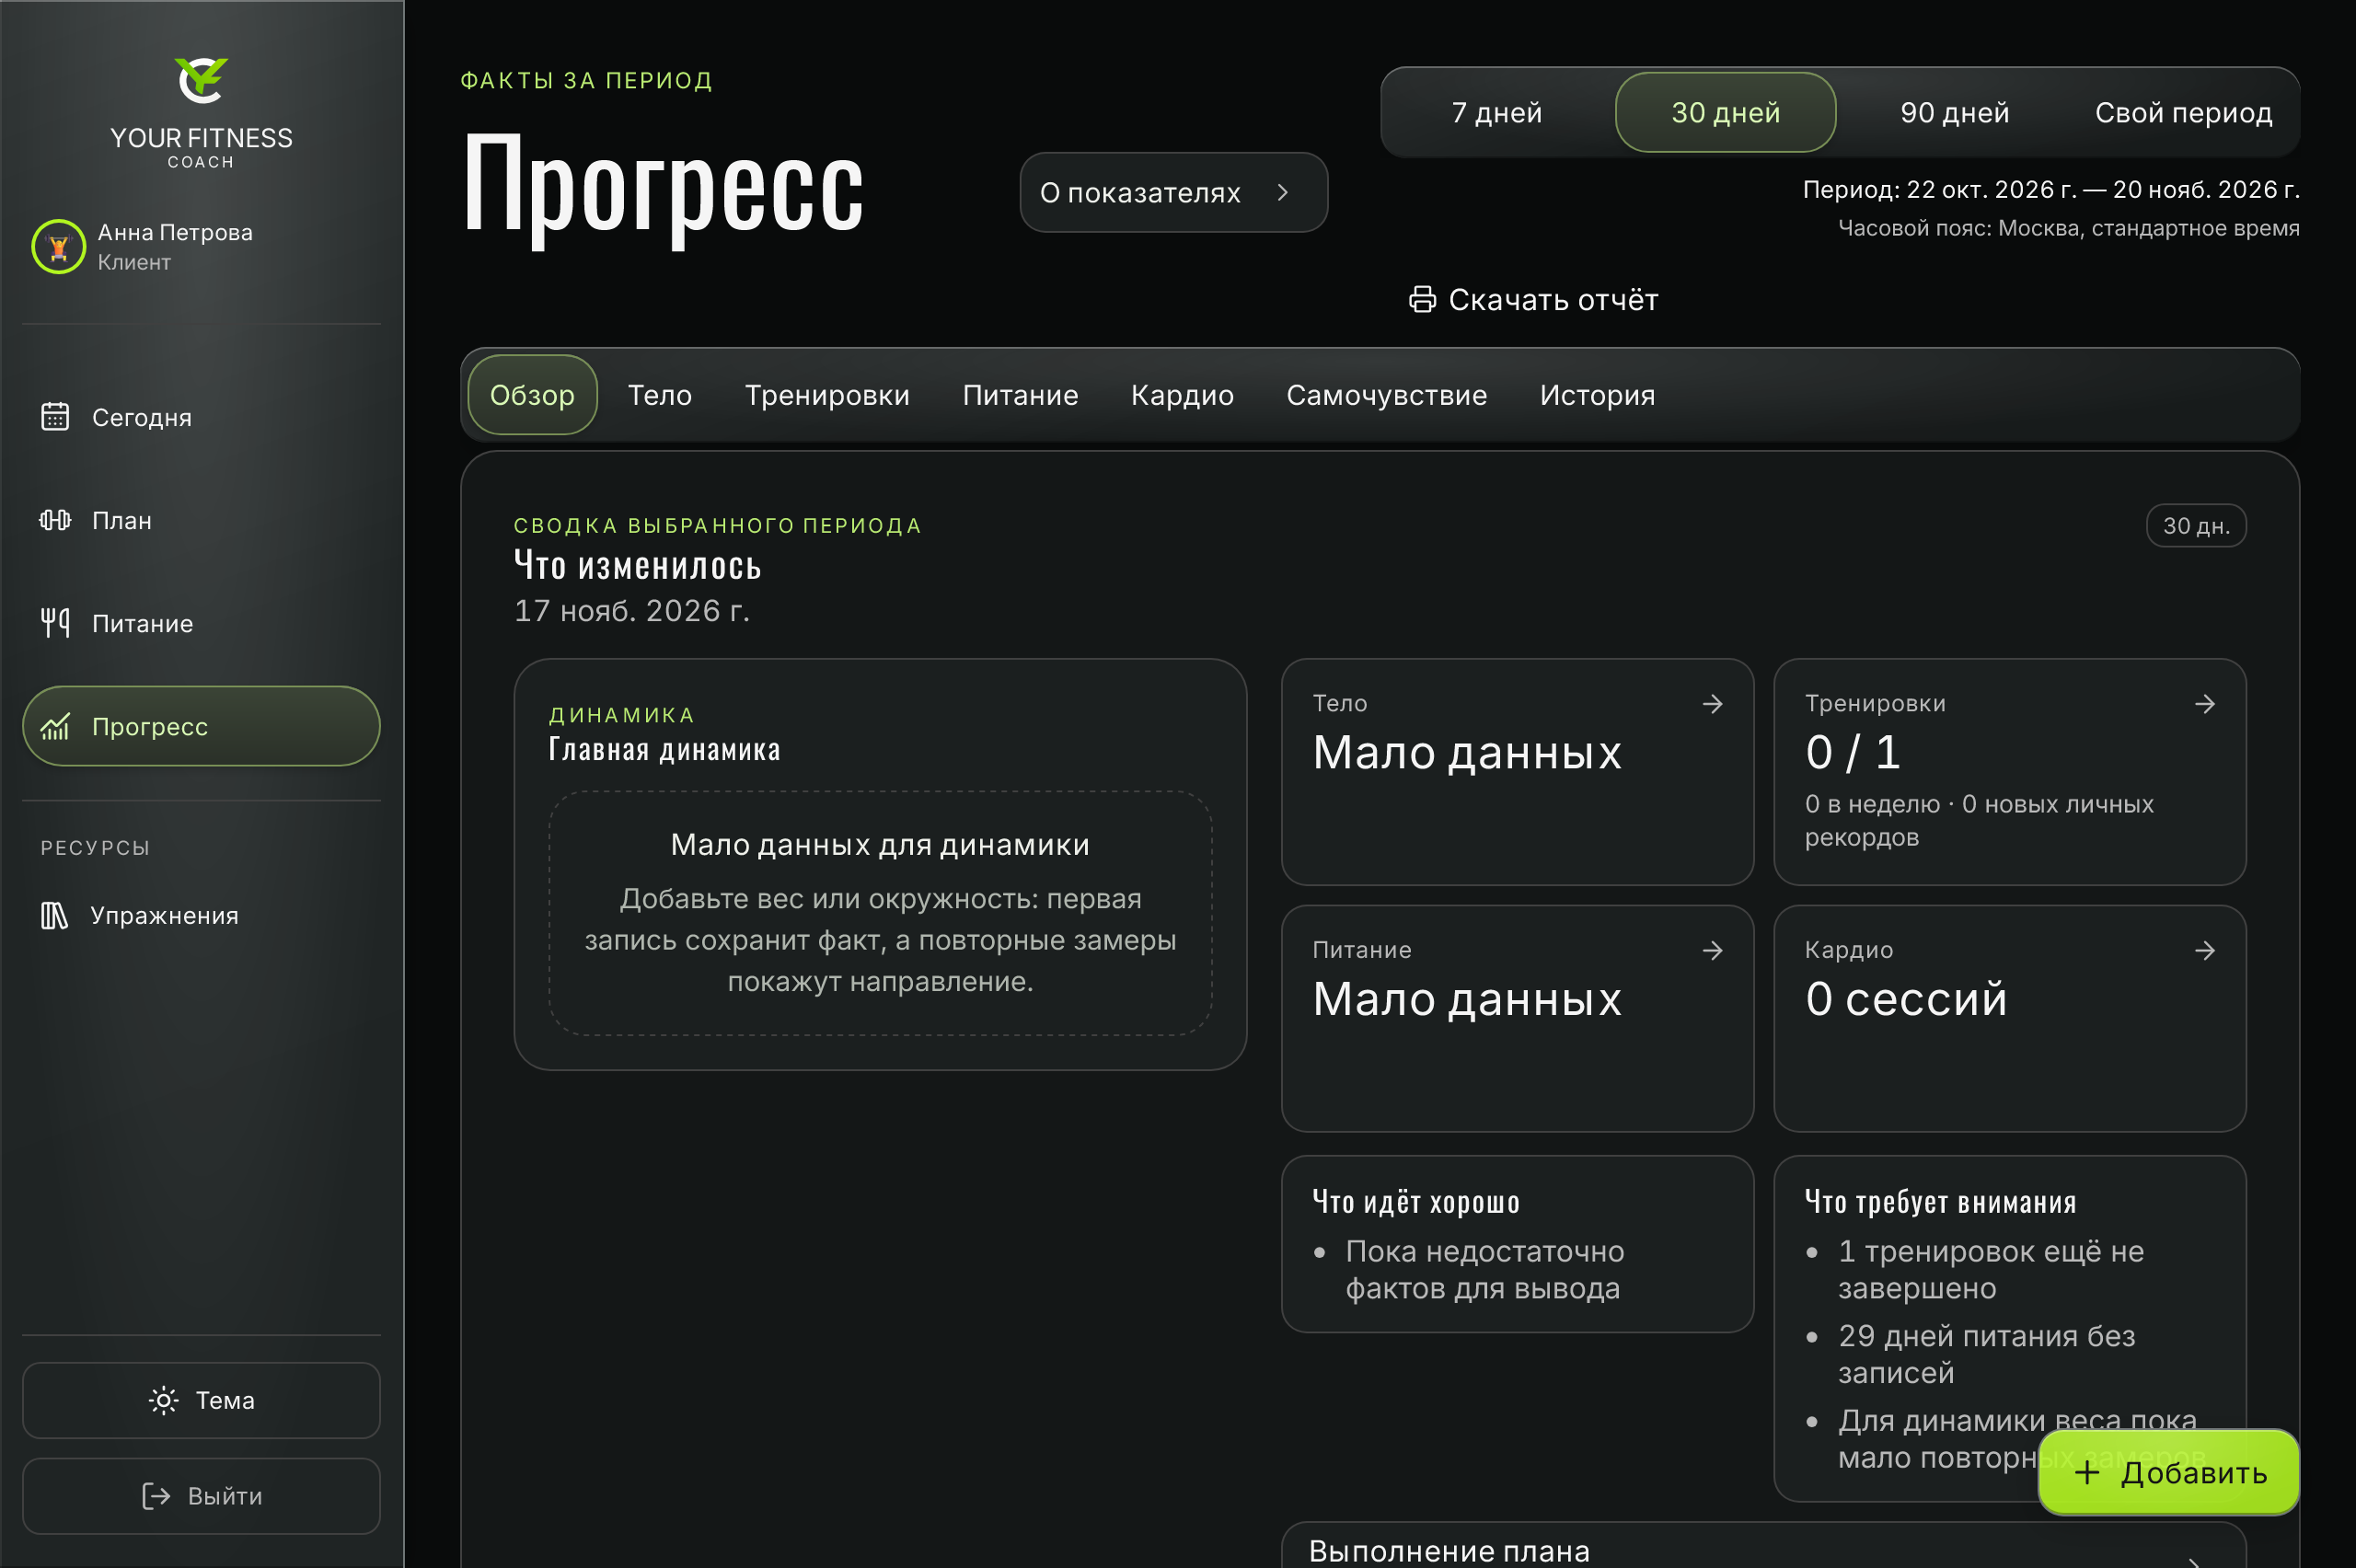 YOUR FITNESS
COACH
Анна Петрова
Клиент
Сегодня
План
Питание
Прогресс
РЕСУРСЫ
Упражнения
Тема
Выйти
ФАКТЫ ЗА ПЕРИОД
Прогресс
О показателях
7 дней
30 дней
90 дней
Свой период
Период: 22 окт. 2026 г. — 20 нояб. 2026 г.
Часовой пояс: Москва, стандартное время
Скачать отчёт
Обзор
Тело
Тренировки
Питание
Кардио
Самочувствие
История
СВОДКА ВЫБРАННОГО ПЕРИОДА
30 дн.
Что изменилось
17 нояб. 2026 г.
ДИНАМИКА
Главная динамика
Мало данных для динамики
Добавьте вес или окружность: первая
запись сохранит факт, а повторные замеры
покажут направление.
Тело
Мало данных
Тренировки
0 / 1
0 в неделю · 0 новых личных
рекордов
Питание
Мало данных
Кардио
0 сессий
Что идёт хорошо
Пока недостаточно
фактов для вывода
Что требует внимания
1 тренировок ещё не
завершено
29 дней питания без
записей
Для динамики веса пока
мало повторных замеров
Добавить
Выполнение плана